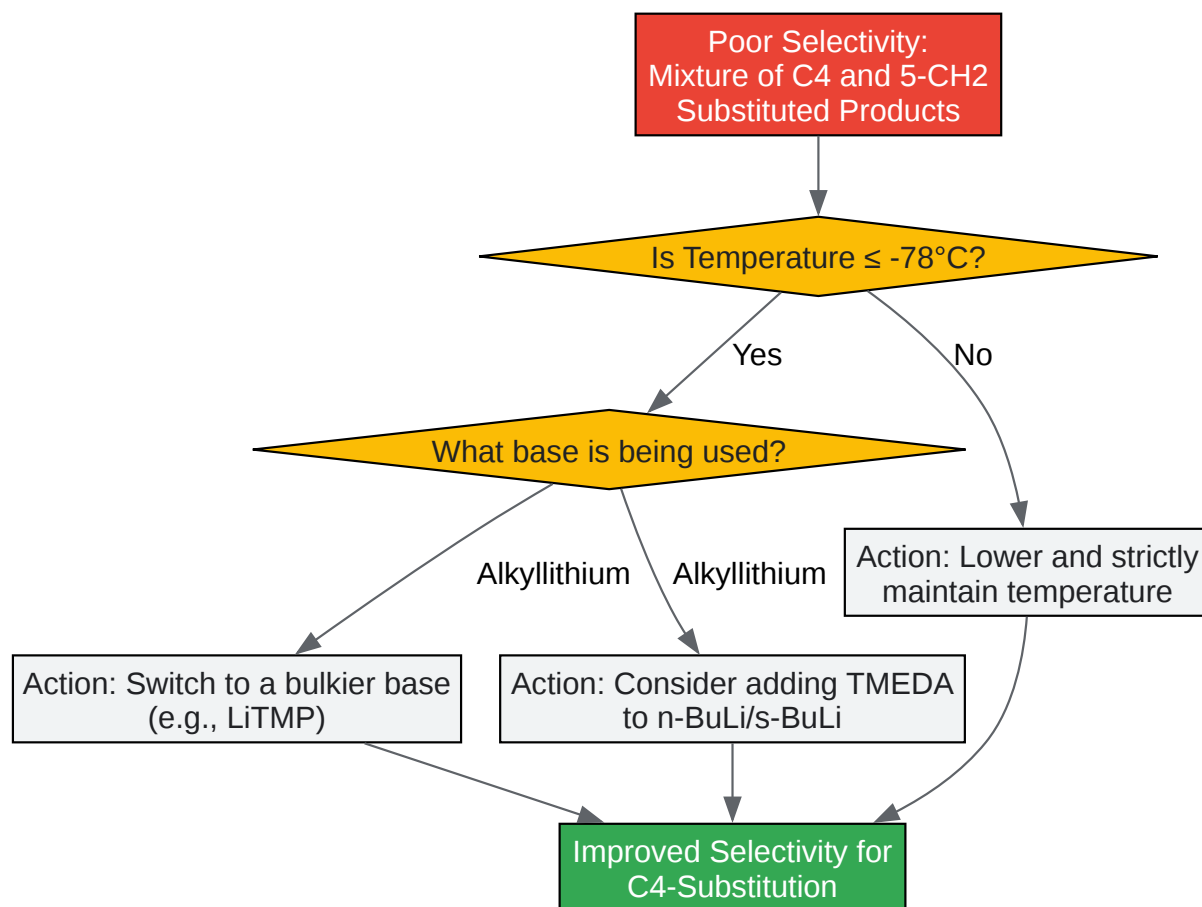 Poor Selectivity:
Mixture of C4 and 5-CH2
Substituted Products
Is Temperature ≤ -78°C?
Yes
No
What base is being used?
Alkyllithium
Alkyllithium
Action: Lower and strictly
maintain temperature
Action: Switch to a bulkier base
(e.g., LiTMP)
Action: Consider adding TMEDA
to n-BuLi/s-BuLi
Improved Selectivity for
C4-Substitution